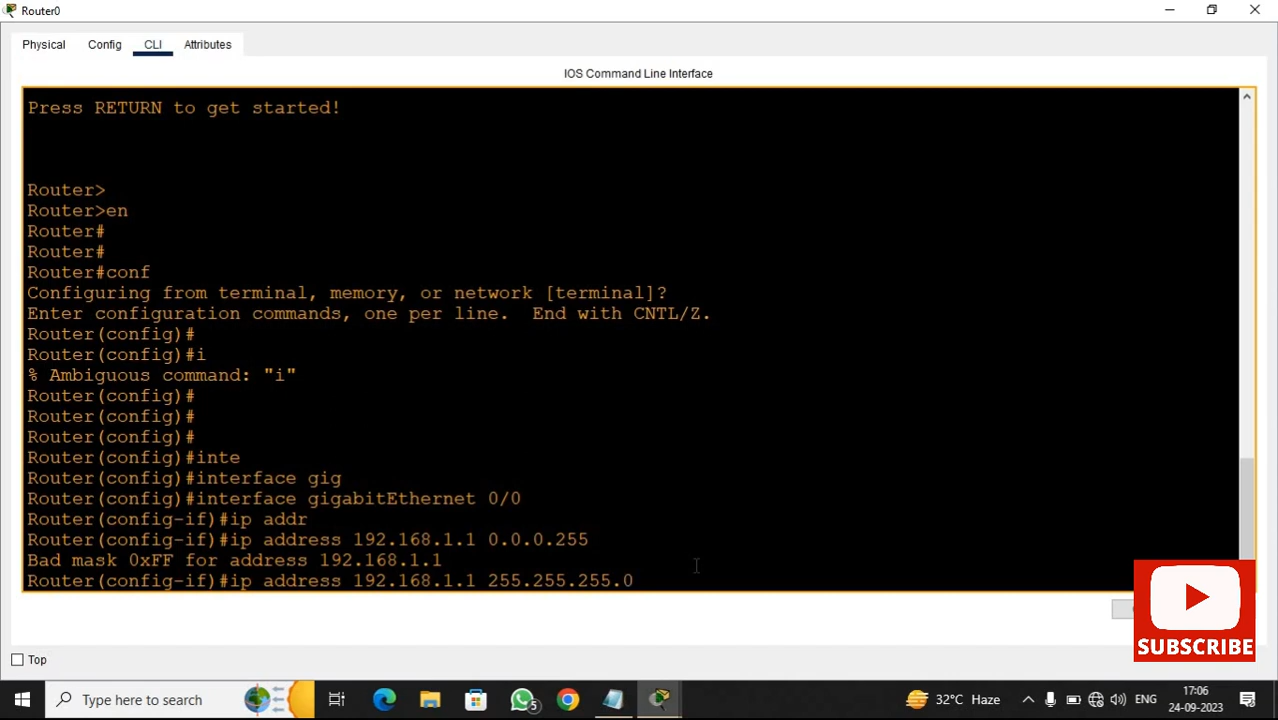 Router0
Physical Config CLI Attributes
IOS Command Line Interface
Press RETURN to get started!
Router>
Router>en
Router#
Router#
Router#conf
Configuring from terminal, memory, or network [terminal]?
Enter configuration commands, one per line.  End with CNTL/Z.
Router(config)#
Router(config)#i
% Ambiguous command: "i"
Router(config)#
Router(config)#
Router(config)#
Router(config)#inte
Router(config)#interface gig
Router(config)#interface gigabitEthernet 0/0
Router(config-if)#ip addr
Router(config-if)#ip address 192.168.1.1 0.0.0.255
Bad mask 0xFF for address 192.168.1.1
Router(config-if)#ip address 192.168.1.1 255.255.255.0
SUBSCRIBE
Top
Type here to search
5
32°C Haze
ENG
17:06
24-09-2023